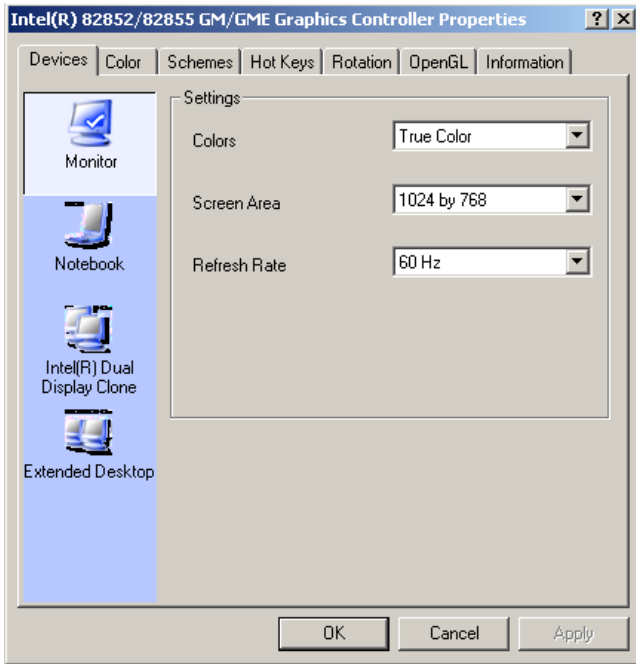 Intel(R) 82852/82855 GM/GME Graphics Controller Properties
Devices Color Schemes Hot Keys Rotation OpenGL Information
Monitor
Notebook
Intel(R) Dual
Display Clone
Extended Desktop
Settings
Colors True Color
Screen Area 1024 by 768
Refresh Rate 60 Hz
OK Cancel Apply